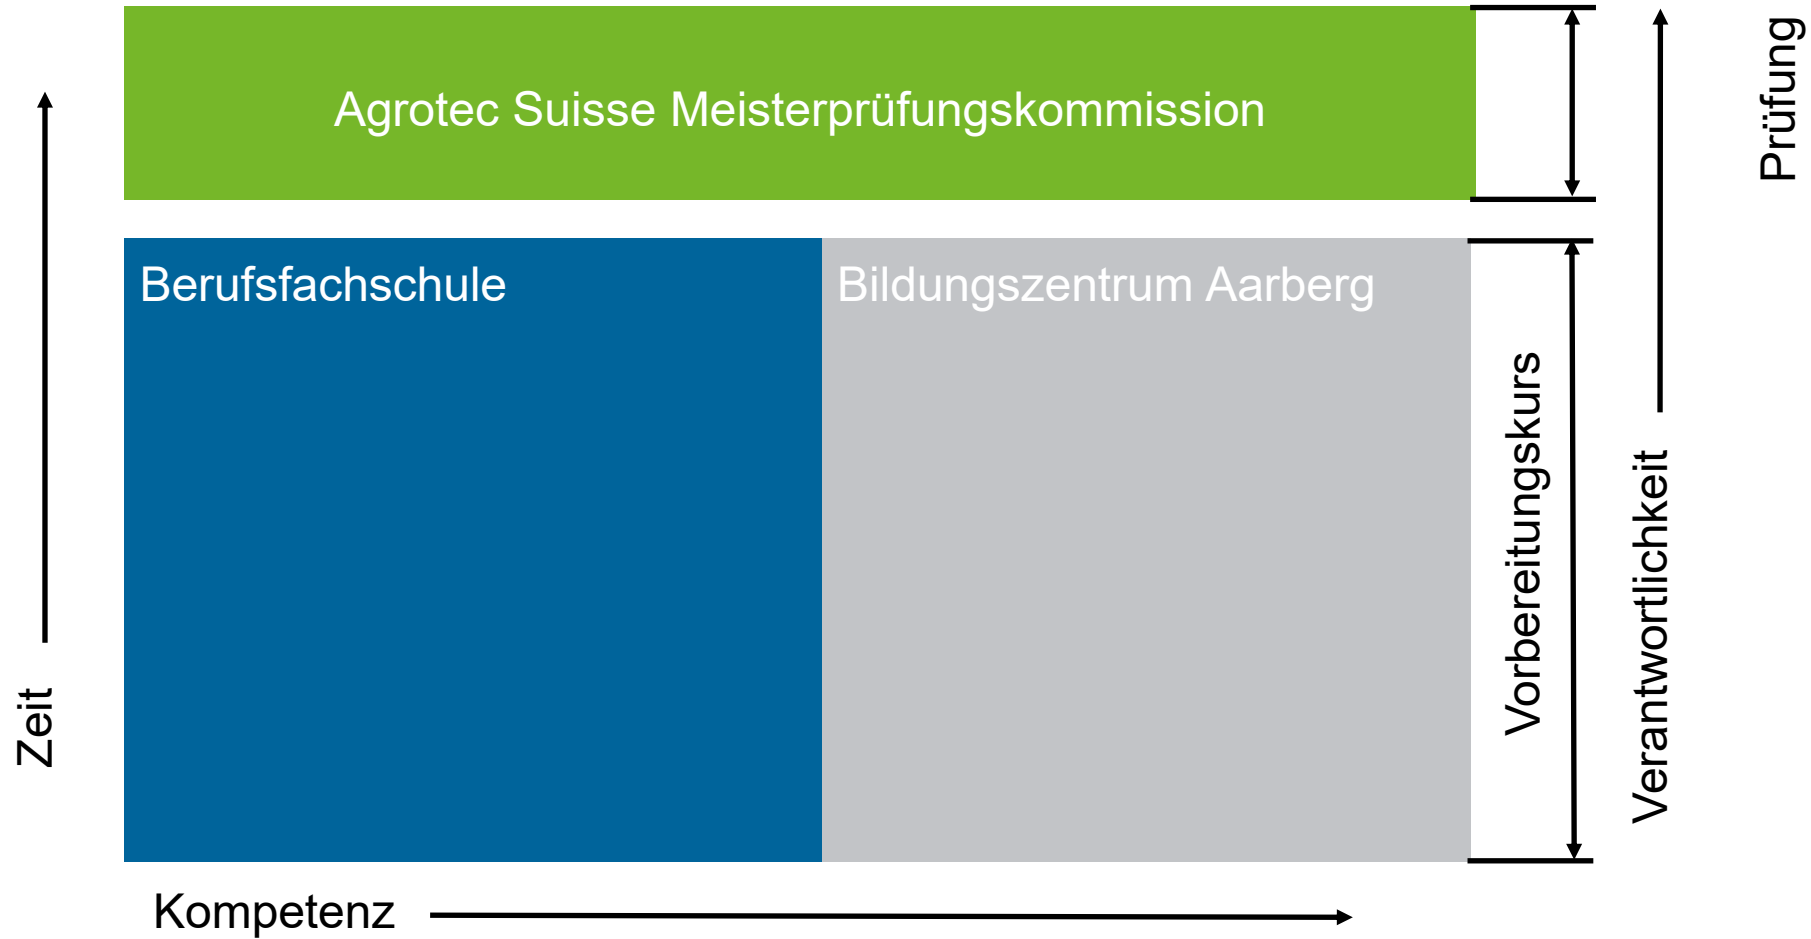 Agrotec Suisse Meisterprüfungskommission
Prüfung
Berufsfachschule
Bildungszentrum Aarberg
Vorbereitungskurs
Verantwortlichkeit
Zeit
Kompetenz